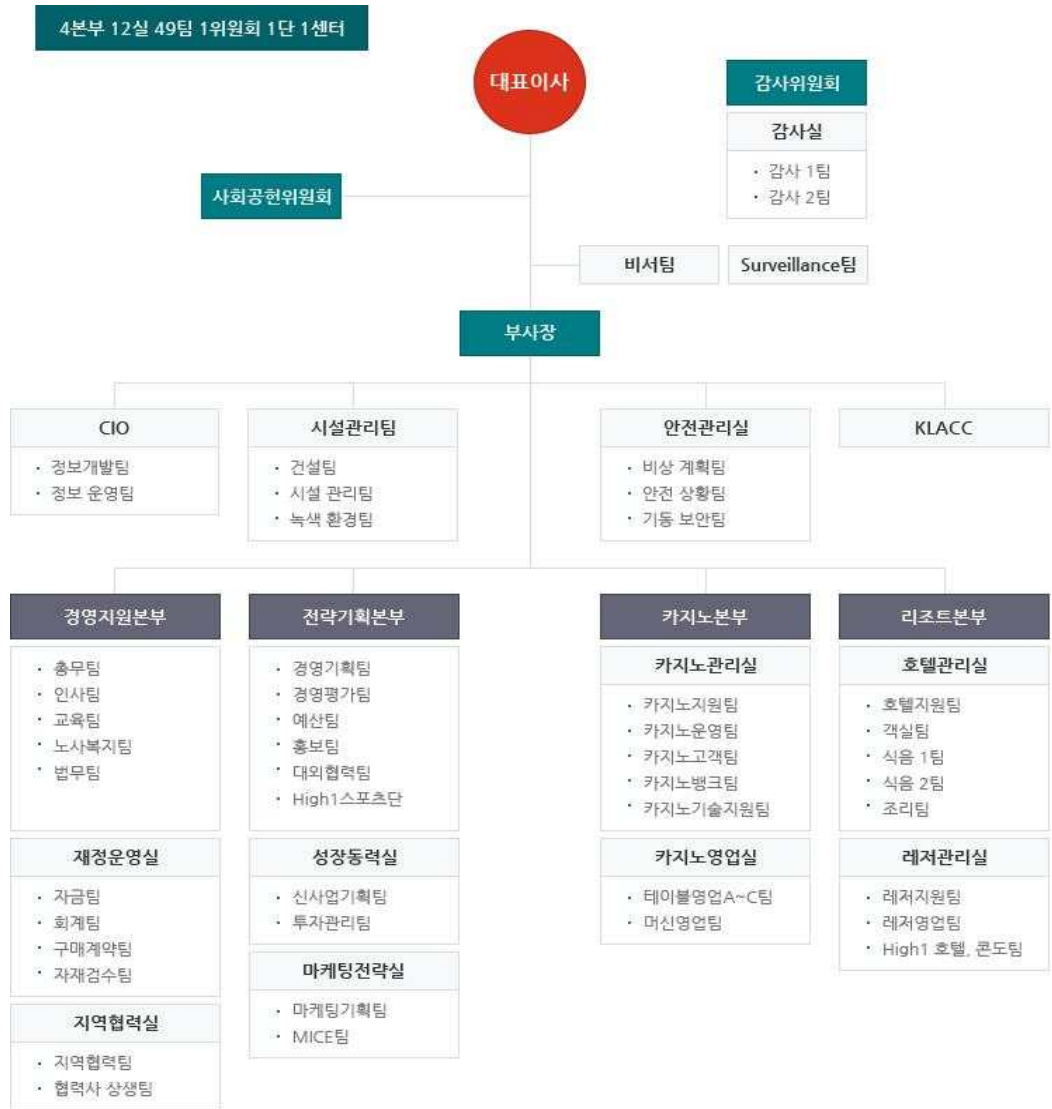 4본부 12실 49팀 1위원회 1단 1센터
대표이사
감사위원회
감사실
· 감사 1팀
· 감사 2팀
사회공헌위원회
비서팀
Surveillance팀
부사장
CIO
· 정보개발팀
· 정보 운영팀
시설관리팀
· 건설팀
· 시설 관리팀
· 녹색 환경팀
안전관리실
· 비상 계획팀
· 안전 상황팀
· 기동 보안팀
KLACC
경영지원본부
· 총무팀
· 인사팀
· 교육팀
· 노사복지팀
· 법무팀
재정운영실
· 자금팀
· 회계팀
· 구매계약팀
· 자재검수팀
지역협력실
· 지역협력팀
· 협력사 상생팀
전략기획본부
· 경영기획팀
· 경영평가팀
· 예산팀
· 홍보팀
· 대외협력팀
· High1스포츠단
성장동력실
· 신사업기획팀
· 투자관리팀
마케팅전략실
· 마케팅기획팀
· MICE팀
카지노본부
카지노관리실
· 카지노지원팀
· 카지노운영팀
· 카지노고객팀
· 카지노뱅크팀
· 카지노기술지원팀
카지노영업실
· 테이블영업A~C팀
· 머신영업팀
리조트본부
호텔관리실
· 호텔지원팀
· 객실팀
· 식음 1팀
· 식음 2팀
· 조리팀
레저관리실
· 레저지원팀
· 레저영업팀
· High1 호텔, 콘도팀